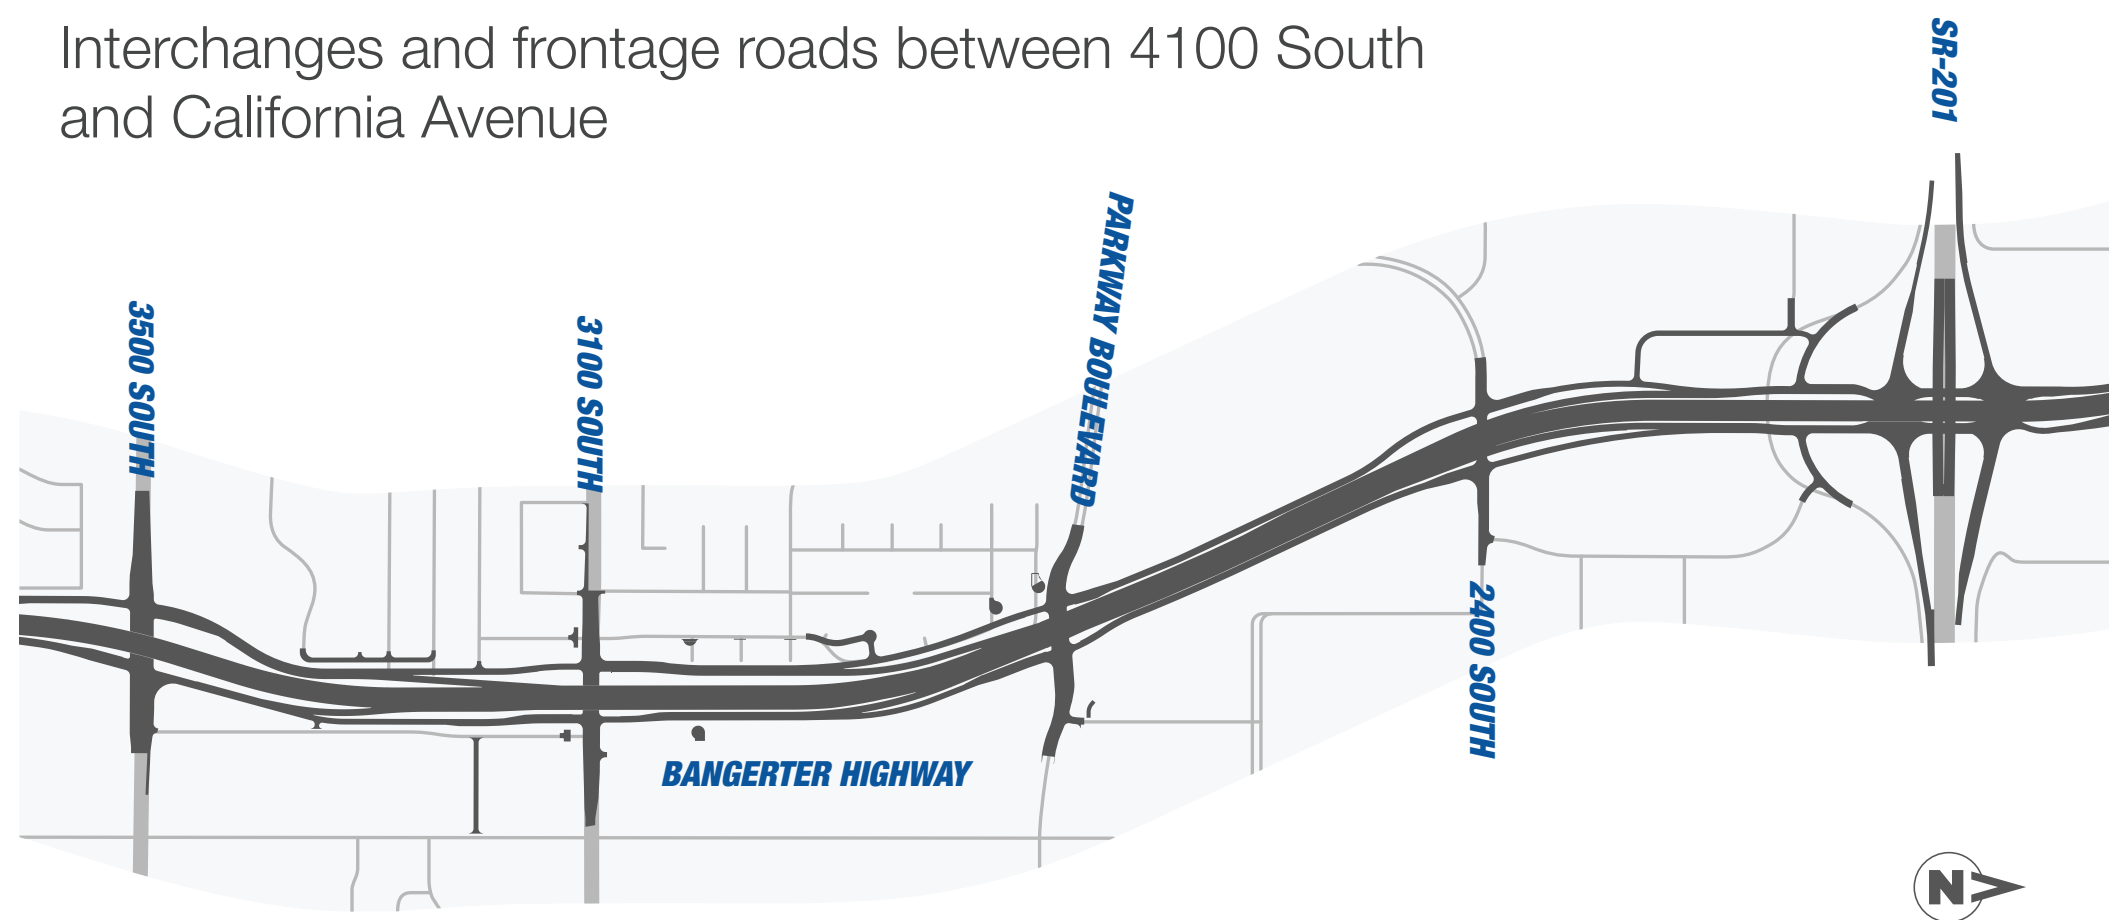 Interchanges and frontage roads between 4100 South
and California Avenue
SR-201
PARKWAY BOULEVARD
3500 SOUTH
3100 SOUTH
2400 SOUTH
BANGERTER HIGHWAY
N